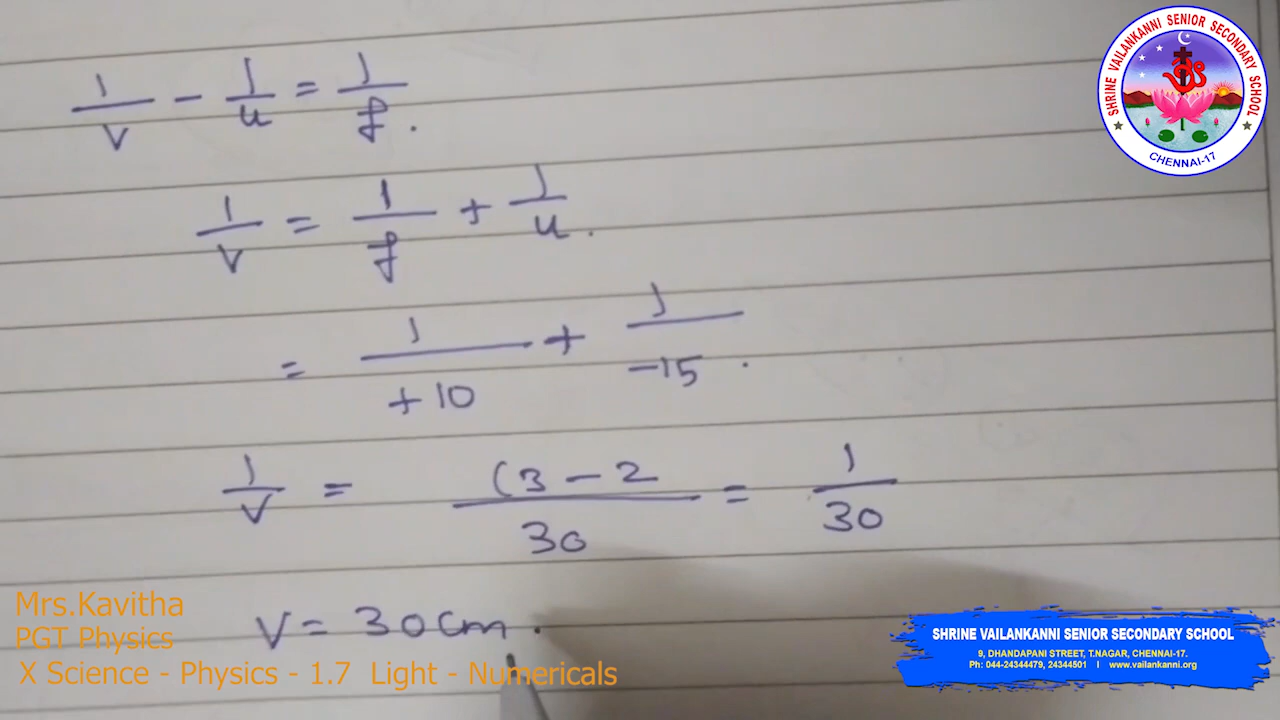 1/v - 1/u = 1/f.
1/v = 1/f + 1/u.
= 1/+10 + 1/-15.
1/v = (3 - 2/30 = 1/30
V = 30cm.
SHRINE VAILANKANNI SENIOR SECONDARY SCHOOL
CHENNAI-17
Mrs.Kavitha
PGT Physics
X Science - Physics - 1.7 Light - Numericals
SHRINE VAILANKANNI SENIOR SECONDARY SCHOOL
9, DHANDAPANI STREET, T.NAGAR, CHENNAI-17.
Ph: 044-24344479, 24344501 I www.vailankanni.org